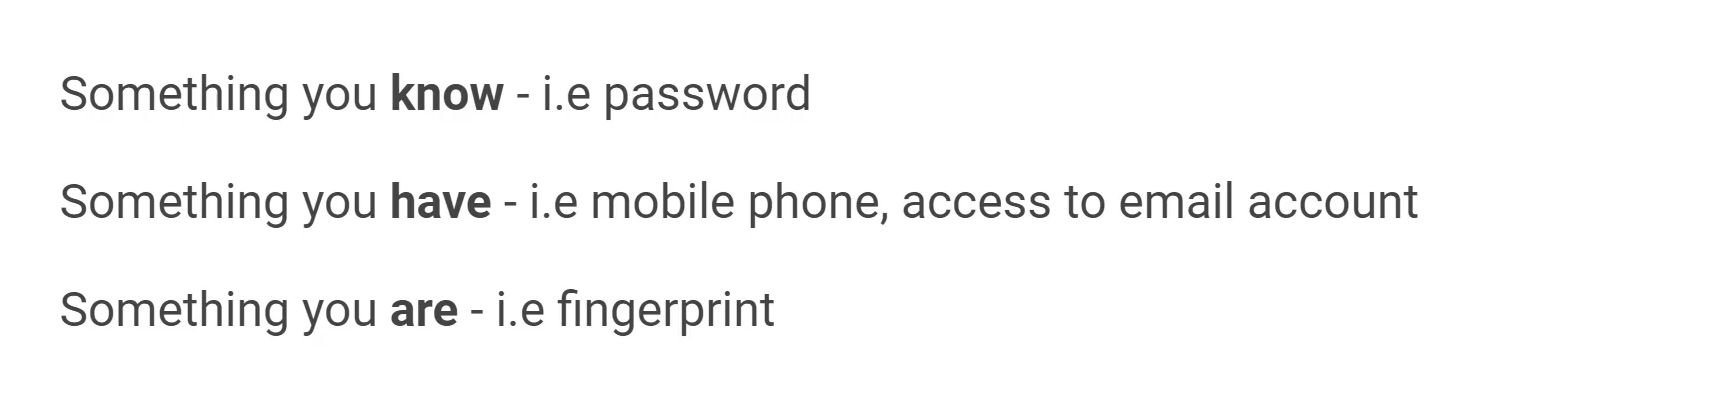 Something you know - i.e password
Something you have - i.e mobile phone, access to email account
Something you are - i.e fingerprint